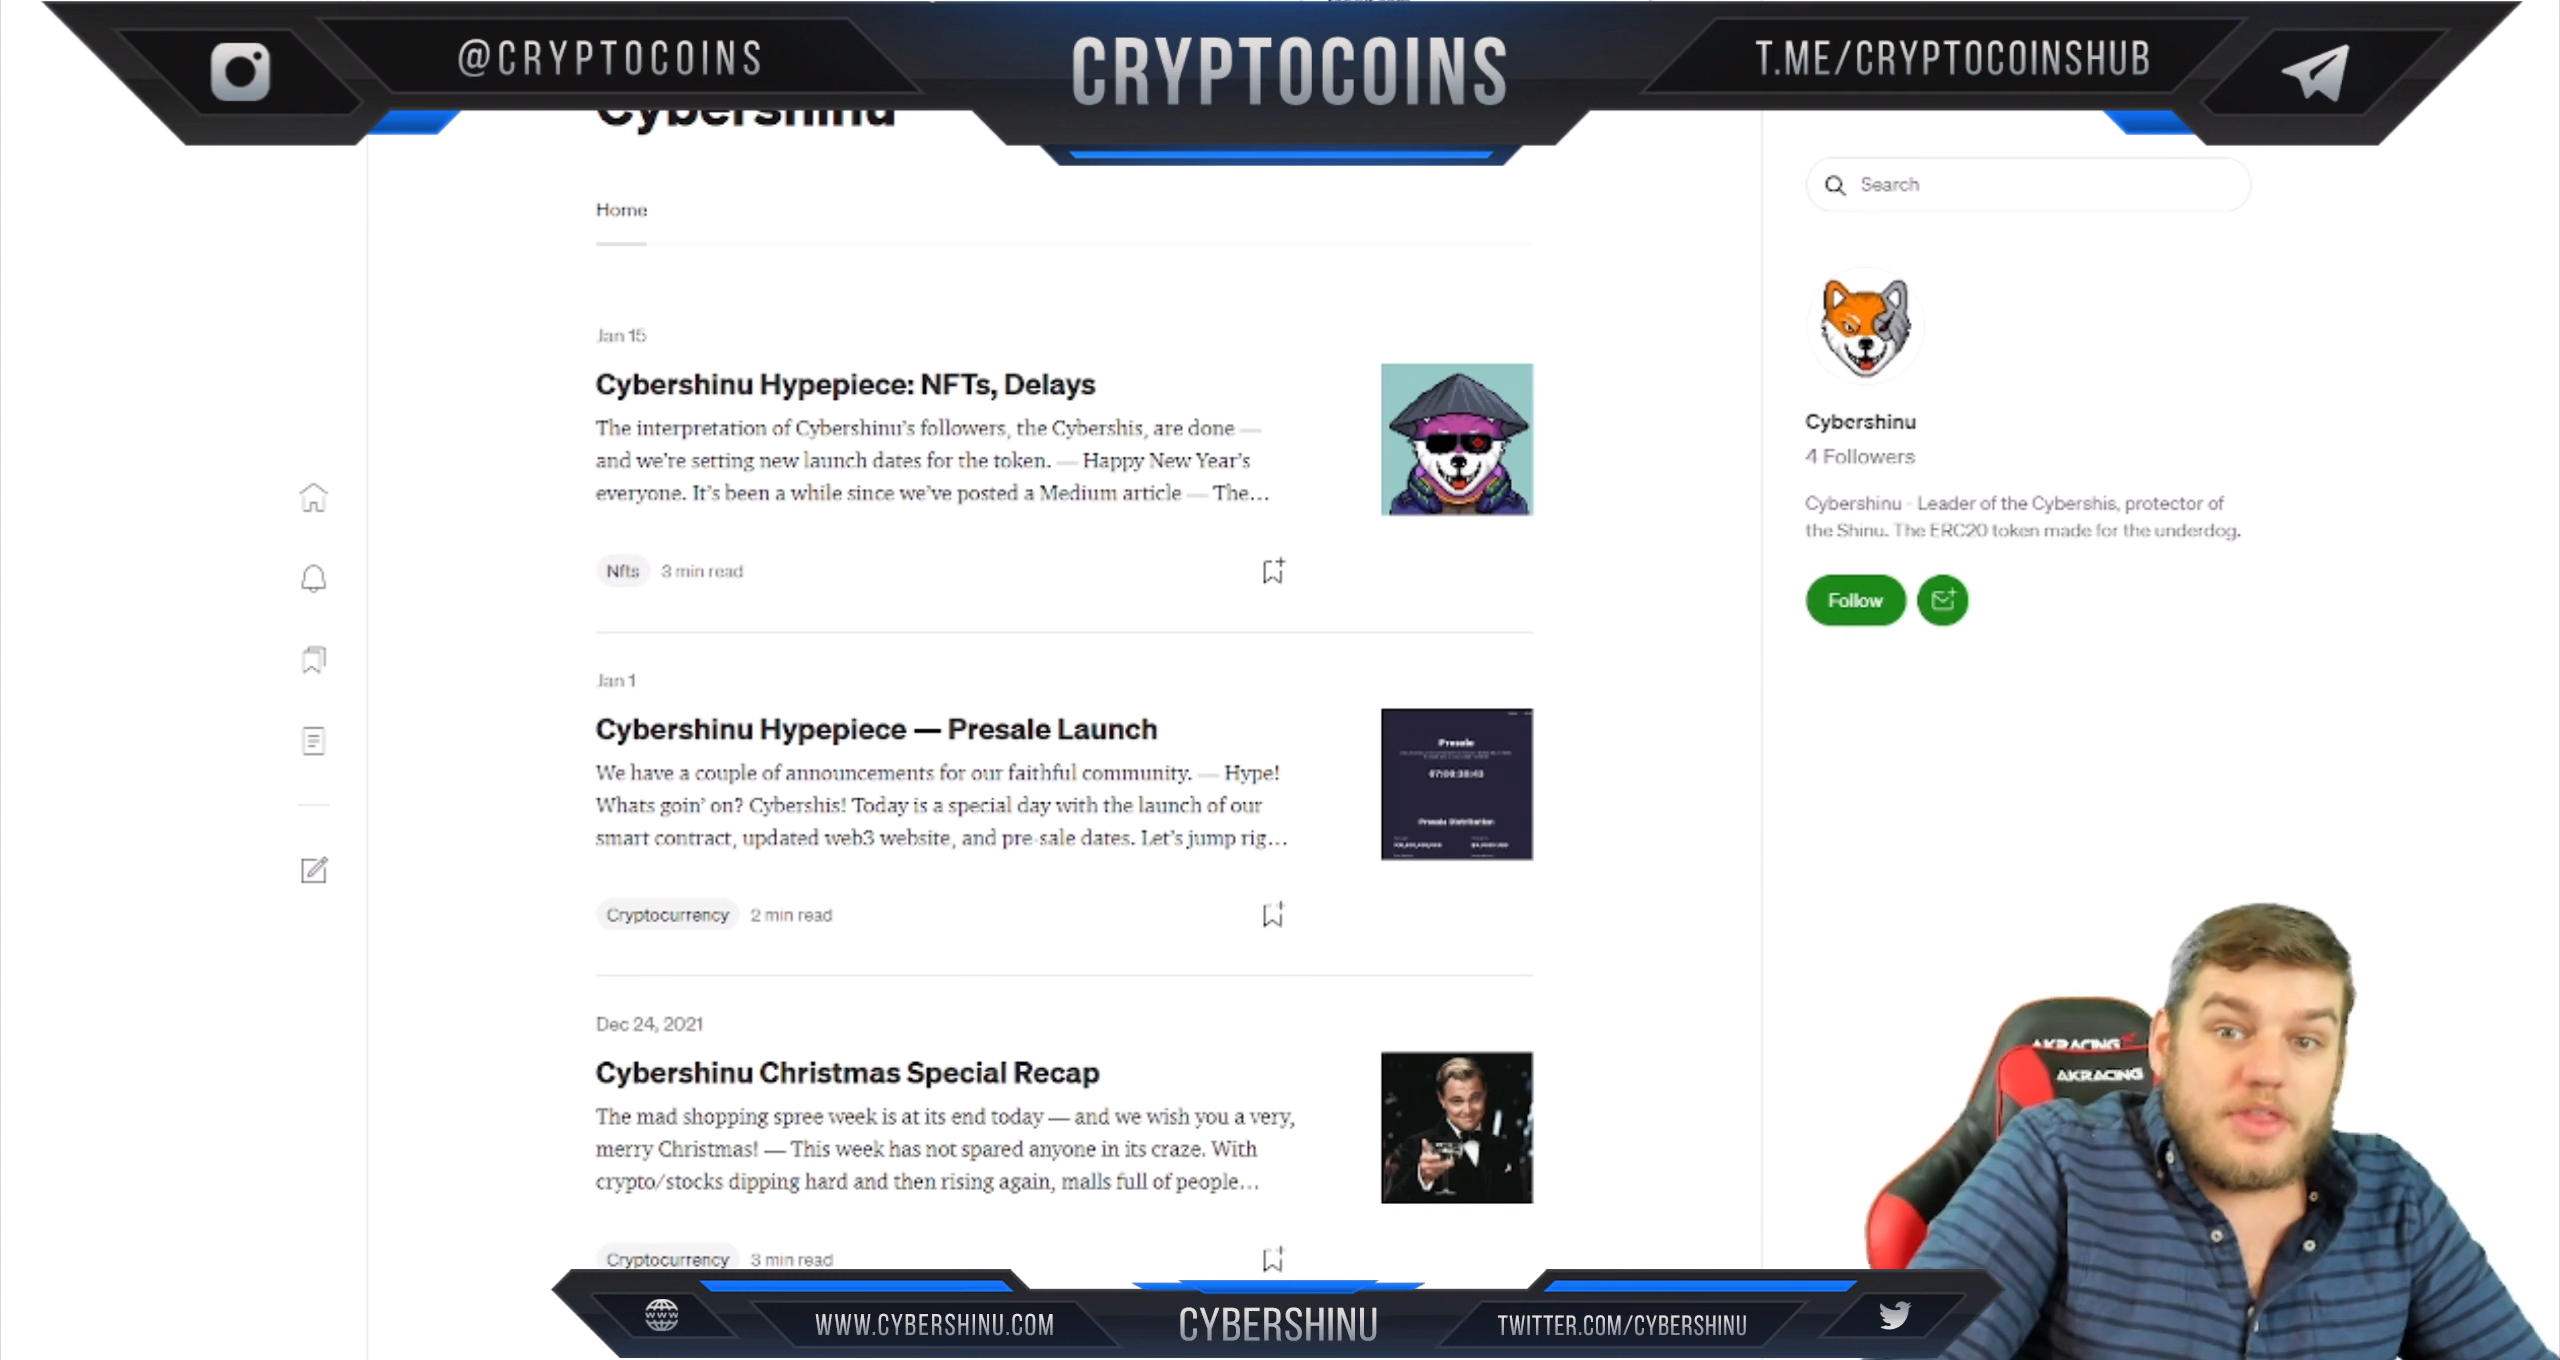 @CRYPTOCOINS
CRYPTOCOINS
T.ME/CRYPTOCOINSHUB
Cybershinu
Home
Jan 15
Cybershinu Hypepiece: NFTs, Delays
The interpretation of Cybershinu's followers, the Cybershis, are done —
and we're setting new launch dates for the token. — Happy New Year's
everyone. It's been a while since we've posted a Medium article — The...
Nfts 3 min read
Jan 1
Cybershinu Hypepiece — Presale Launch
We have a couple of announcements for our faithful community. — Hype!
Whats goin' on? Cybershis! Today is a special day with the launch of our
smart contract, updated web3 website, and pre-sale dates. Let's jump rig...
Cryptocurrency 2 min read
Presale
Presale Distribution
Dec 24, 2021
Cybershinu Christmas Special Recap
The mad shopping spree week is at its end today — and we wish you a very,
merry Christmas! — This week has not spared anyone in its craze. With
crypto/stocks dipping hard and then rising again, malls full of people...
Cryptocurrency 3 min read
Search
Cybershinu
4 Followers
Cybershinu - Leader of the Cybershis, protector of
the Shinu. The ERC20 token made for the underdog.
Follow
AKRACING
AKRACING
WWW
WWW.CYBERSHINU.COM
CYBERSHINU
TWITTER.COM/CYBERSHINU